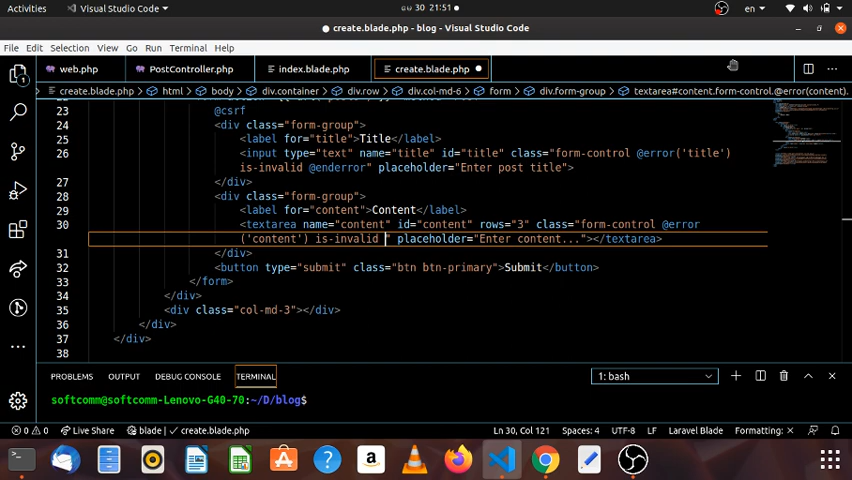 Activities
Visual Studio Code
30 21:51
en
create.blade.php - blog - Visual Studio Code
File Edit Selection View Go Run Terminal Help
web.php
PostController.php
index.blade.php
create.blade.php
create.blade.php > html > body > div.container > div.row > div.col-md-6 > form > div.form-group > textarea#content.form-control.@error(content).
23 @csrf
24 <div class="form-group">
25 <label for="title">Title</label>
26 <input type="text" name="title" id="title" class="form-control @error('title')
is-invalid @enderror" placeholder="Enter post title">
27 </div>
28 <div class="form-group">
29 <label for="content">Content</label>
30 <textarea name="content" id="content" rows="3" class="form-control @error
('content') is-invalid " placeholder="Enter content..."></textarea>
31 </div>
32 <button type="submit" class="btn btn-primary">Submit</button>
33 </form>
34 </div>
35 <div class="col-md-3"></div>
36 </div>
37 </div>
38
PROBLEMS OUTPUT DEBUG CONSOLE TERMINAL
1: bash
softcomm@softcomm-Lenovo-G40-70:~/D/blog$
0 0 Live Share blade | create.blade.php Ln 30, Col 121 Spaces: 4 UTF-8 LF Laravel Blade Formatting: ×